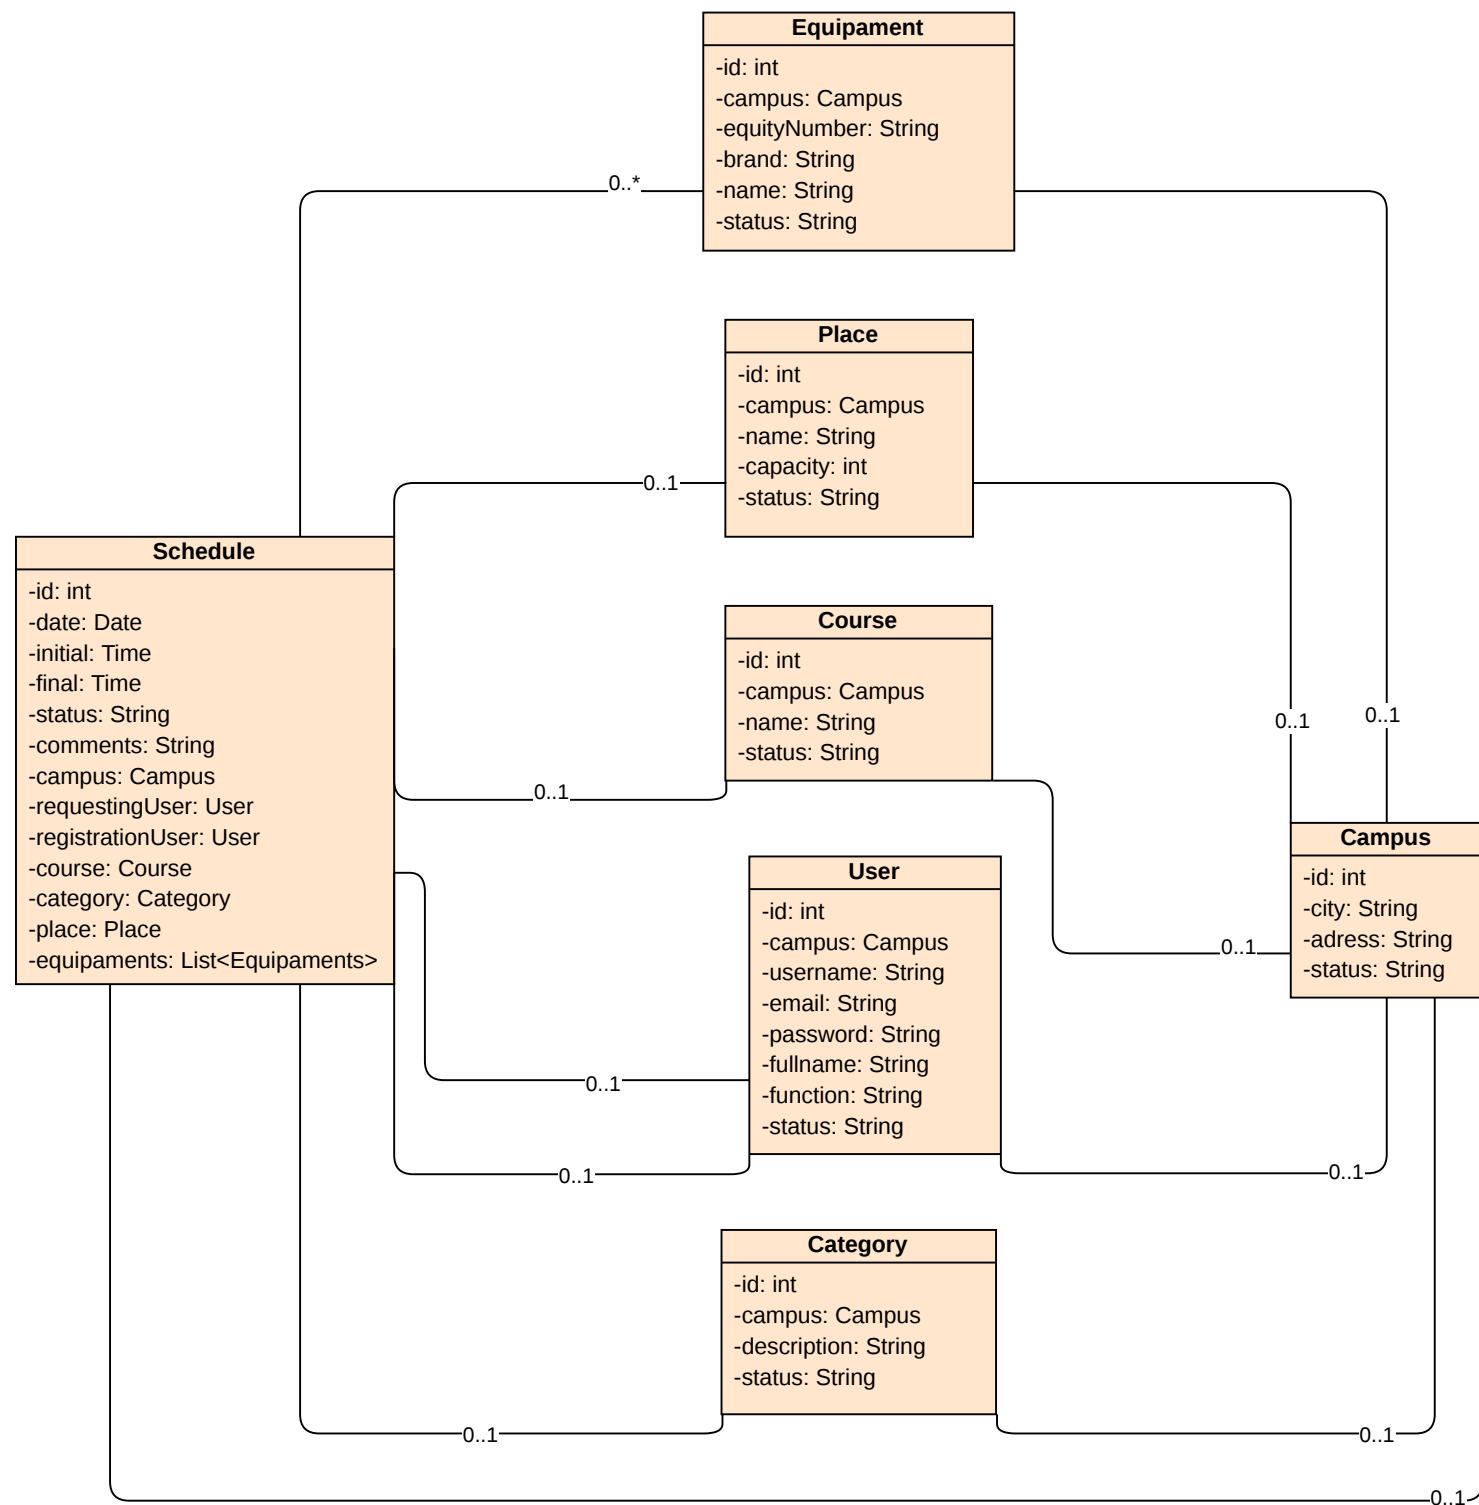 Equipament
-id: int
-campus: Campus
-equityNumber: String
-brand: String
-name: String
-status: String
0..*
Place
-id: int
-campus: Campus
-name: String
-capacity: int
-status: String
0..1
Schedule
-id: int
-date: Date
-initial: Time
-final: Time
-status: String
-comments: String
-campus: Campus
-requestingUser: User
-registrationUser: User
-course: Course
-category: Category
-place: Place
-equipaments: List<Equipaments>
Course
-id: int
-campus: Campus
-name: String
-status: String
0..1
0..1
0..1
Campus
-id: int
-city: String
-adress: String
-status: String
0..1
User
-id: int
-campus: Campus
-username: String
-email: String
-password: String
-fullname: String
-function: String
-status: String
0..1
0..1
0..1
Category
-id: int
-campus: Campus
-description: String
-status: String
0..1
0..1
0..1